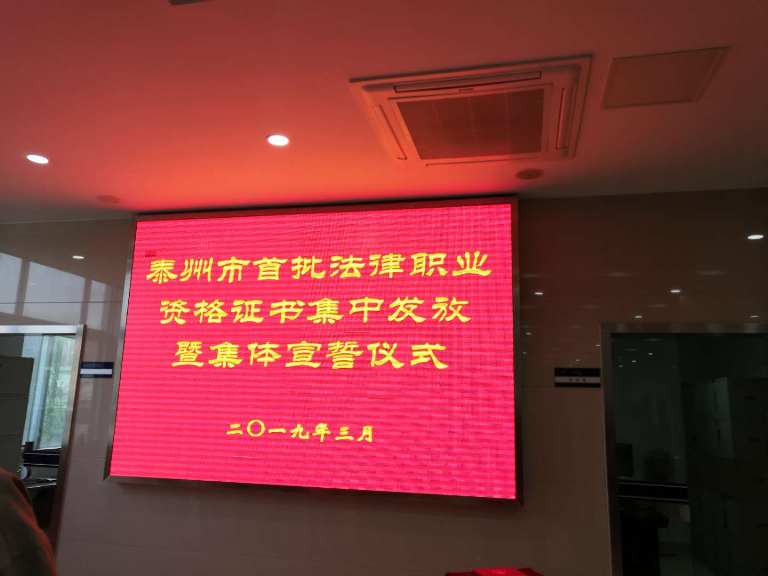 泰州市首批法律职业
资格证书集中发放
暨集体宣誓仪式
二〇一九年三月